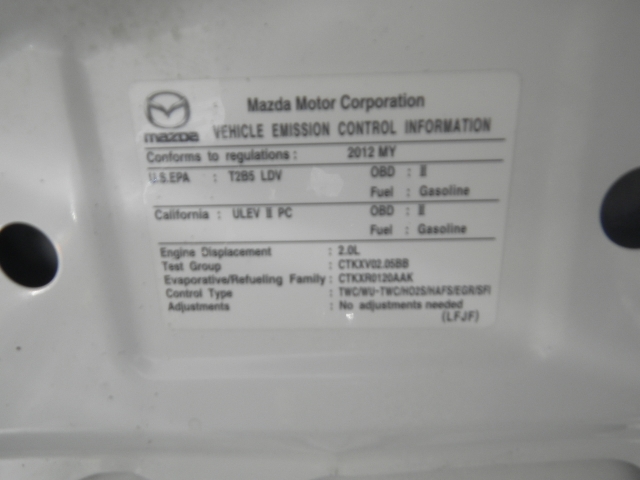 Mazda Motor Corporation
mazda VEHICLE EMISSION CONTROL INFORMATION
Conforms to regulations : 2012 MY
U.S.EPA : T2B5 LDV OBD : II
Fuel : Gasoline
California : ULEV II PC OBD : II
Fuel : Gasoline
Engine Displacement : 2.0L
Test Group : CTKXV02.05BB
Evaporative/Refueling Family : CTKXR0120AAK
Control Type : TWC/WU-TWC/HO2S/HAFS/EGR/SFI
Adjustments : No adjustments needed
(LFJF)